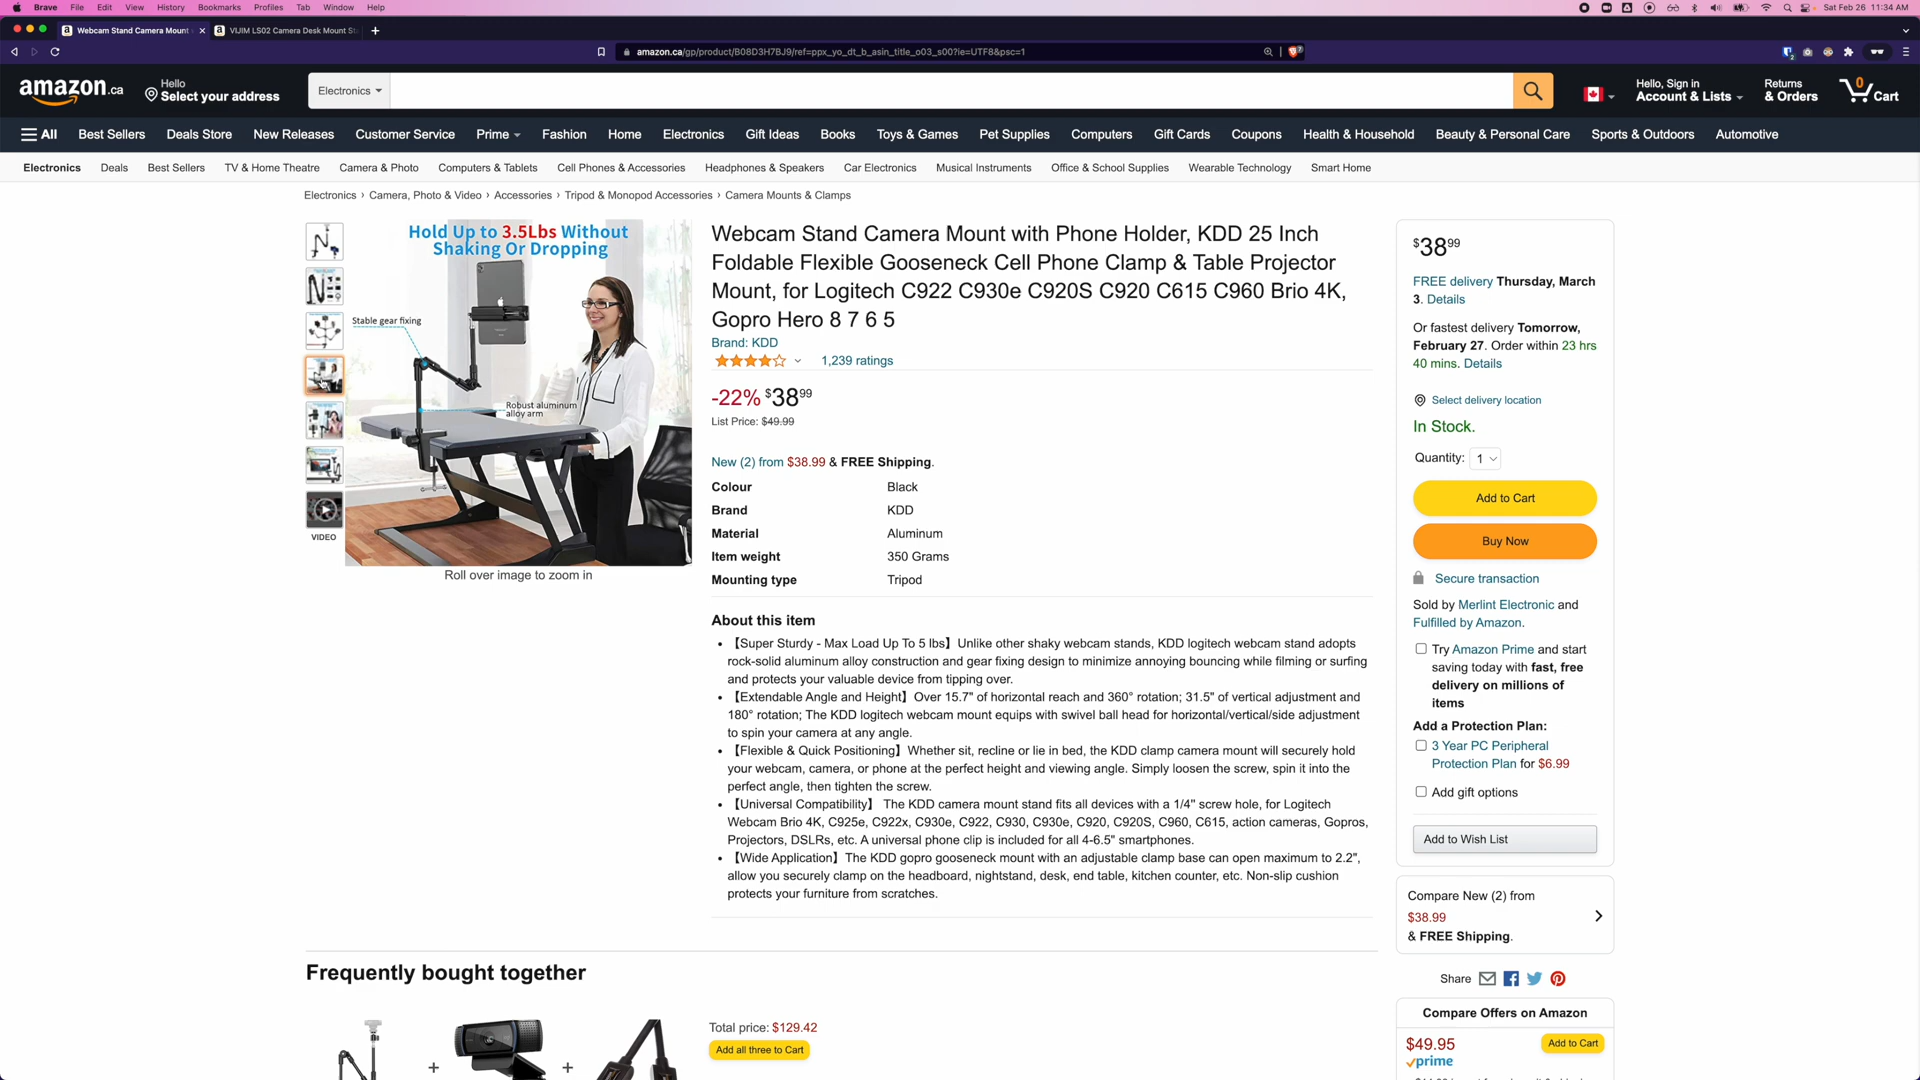 Brave File Edit View History Bookmarks Profiles Tab Window Help
Sat Feb 26 11:34 AM
Webcam Stand Camera Mount
VIJIM LS02 Camera Desk Mount St
amazon.ca/gp/product/B08D3H7BJ9/ref=ppx_yo_dt_b_asin_title_o03_s00?ie=UTF8&psc=1
amazon.ca
Hello
Select your address
Electronics
Hello, Sign in
Account & Lists
Returns
& Orders
0
Cart
All Best Sellers Deals Store New Releases Customer Service Prime Fashion Home Electronics Gift Ideas Books Toys & Games Pet Supplies Computers Gift Cards Coupons Health & Household Beauty & Personal Care Sports & Outdoors Automotive
Electronics Deals Best Sellers TV & Home Theatre Camera & Photo Computers & Tablets Cell Phones & Accessories Headphones & Speakers Car Electronics Musical Instruments Office & School Supplies Wearable Technology Smart Home
Electronics › Camera, Photo & Video › Accessories › Tripod & Monopod Accessories › Camera Mounts & Clamps
Hold Up to 3.5Lbs Without
Shaking Or Dropping
Stable gear fixing
Robust aluminum
alloy arm
VIDEO
Roll over image to zoom in
Webcam Stand Camera Mount with Phone Holder, KDD 25 Inch
Foldable Flexible Gooseneck Cell Phone Clamp & Table Projector
Mount, for Logitech C922 C930e C920S C920 C615 C960 Brio 4K,
Gopro Hero 8 7 6 5
Brand: KDD
1,239 ratings
-22% $38 99
List Price: $49.99
New (2) from $38.99 & FREE Shipping.
Colour Black
Brand KDD
Material Aluminum
Item weight 350 Grams
Mounting type Tripod
About this item
• 【Super Sturdy - Max Load Up To 5 lbs】Unlike other shaky webcam stands, KDD logitech webcam stand adopts
rock-solid aluminum alloy construction and gear fixing design to minimize annoying bouncing while filming or surfing
and protects your valuable device from tipping over.
• 【Extendable Angle and Height】Over 15.7" of horizontal reach and 360° rotation; 31.5" of vertical adjustment and
180° rotation; The KDD logitech webcam mount equips with swivel ball head for horizontal/vertical/side adjustment
to spin your camera at any angle.
• 【Flexible & Quick Positioning】Whether sit, recline or lie in bed, the KDD clamp camera mount will securely hold
your webcam, camera, or phone at the perfect height and viewing angle. Simply loosen the screw, spin it into the
perfect angle, then tighten the screw.
• 【Universal Compatibility】 The KDD camera mount stand fits all devices with a 1/4" screw hole, for Logitech
Webcam Brio 4K, C925e, C922x, C930e, C922, C930, C930e, C920, C920S, C960, C615, action cameras, Gopros,
Projectors, DSLRs, etc. A universal phone clip is included for all 4-6.5" smartphones.
• 【Wide Application】The KDD gopro gooseneck mount with an adjustable clamp base can open maximum to 2.2",
allow you securely clamp on the headboard, nightstand, desk, end table, kitchen counter, etc. Non-slip cushion
protects your furniture from scratches.
$38 99
FREE delivery Thursday, March
3. Details
Or fastest delivery Tomorrow,
February 27. Order within 23 hrs
40 mins. Details
Select delivery location
In Stock.
Quantity: 1
Add to Cart
Buy Now
Secure transaction
Sold by Merlint Electronic and
Fulfilled by Amazon.
Try Amazon Prime and start
saving today with fast, free
delivery on millions of
items
Add a Protection Plan:
3 Year PC Peripheral
Protection Plan for $6.99
Add gift options
Add to Wish List
Compare New (2) from
$38.99
& FREE Shipping.
Share
Compare Offers on Amazon
$49.95
Add to Cart
prime
Frequently bought together
+ +
Total price: $129.42
Add all three to Cart